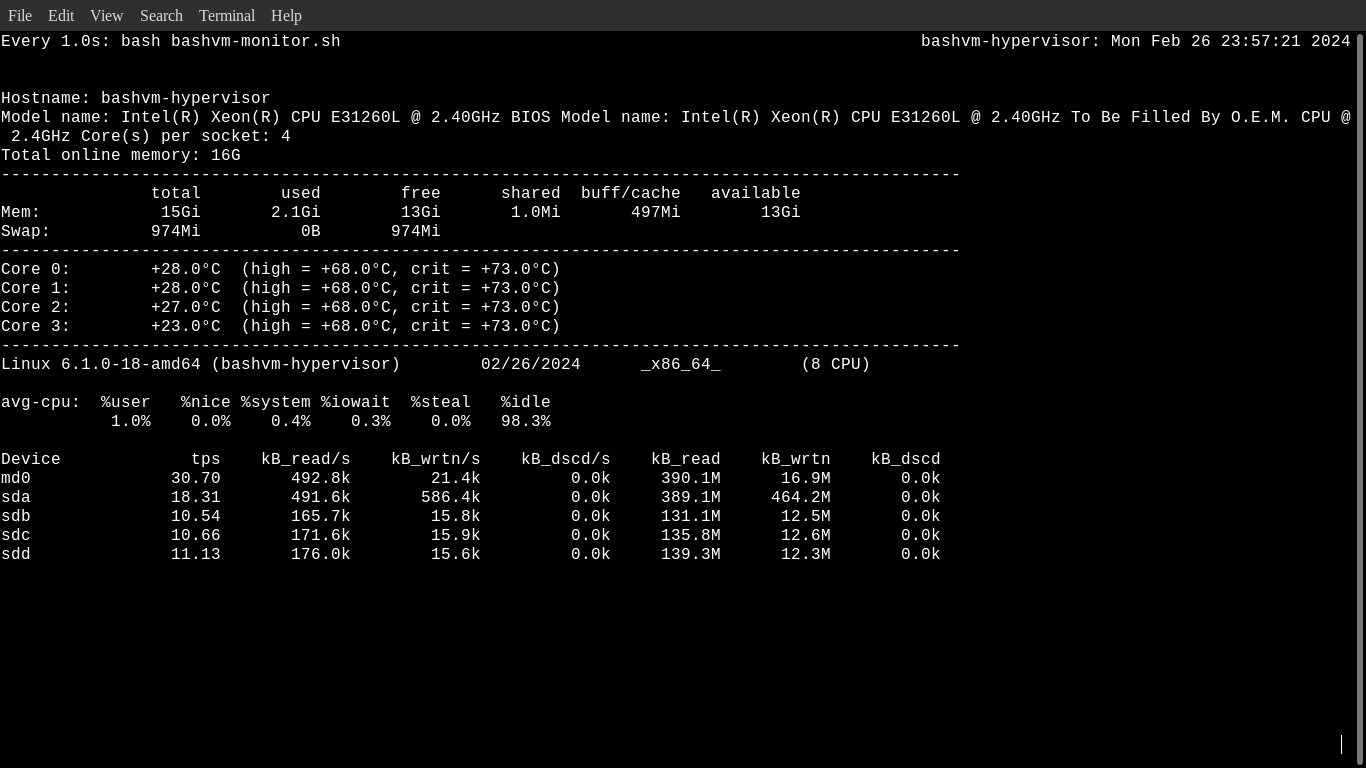 File Edit View Search Terminal Help
Every 1.0s: bash bashvm-monitor.sh                                                          bashvm-hypervisor: Mon Feb 26 23:57:21 2024
Hostname: bashvm-hypervisor
Model name: Intel(R) Xeon(R) CPU E31260L @ 2.40GHz BIOS Model name: Intel(R) Xeon(R) CPU E31260L @ 2.40GHz To Be Filled By O.E.M. CPU @
 2.4GHz Core(s) per socket: 4
Total online memory: 16G
------------------------------------------------------------------------------------------------
               total        used        free      shared  buff/cache   available
Mem:            15Gi       2.1Gi        13Gi       1.0Mi       497Mi        13Gi
Swap:          974Mi          0B       974Mi
------------------------------------------------------------------------------------------------
Core 0:        +28.0°C  (high = +68.0°C, crit = +73.0°C)
Core 1:        +28.0°C  (high = +68.0°C, crit = +73.0°C)
Core 2:        +27.0°C  (high = +68.0°C, crit = +73.0°C)
Core 3:        +23.0°C  (high = +68.0°C, crit = +73.0°C)
------------------------------------------------------------------------------------------------
Linux 6.1.0-18-amd64 (bashvm-hypervisor)        02/26/2024      _x86_64_        (8 CPU)
avg-cpu:  %user   %nice %system %iowait  %steal   %idle
           1.0%    0.0%    0.4%    0.3%    0.0%   98.3%
Device             tps    kB_read/s    kB_wrtn/s    kB_dscd/s    kB_read    kB_wrtn    kB_dscd
md0              30.70       492.8k        21.4k         0.0k     390.1M      16.9M       0.0k
sda              18.31       491.6k       586.4k         0.0k     389.1M     464.2M       0.0k
sdb              10.54       165.7k        15.8k         0.0k     131.1M      12.5M       0.0k
sdc              10.66       171.6k        15.9k         0.0k     135.8M      12.6M       0.0k
sdd              11.13       176.0k        15.6k         0.0k     139.3M      12.3M       0.0k